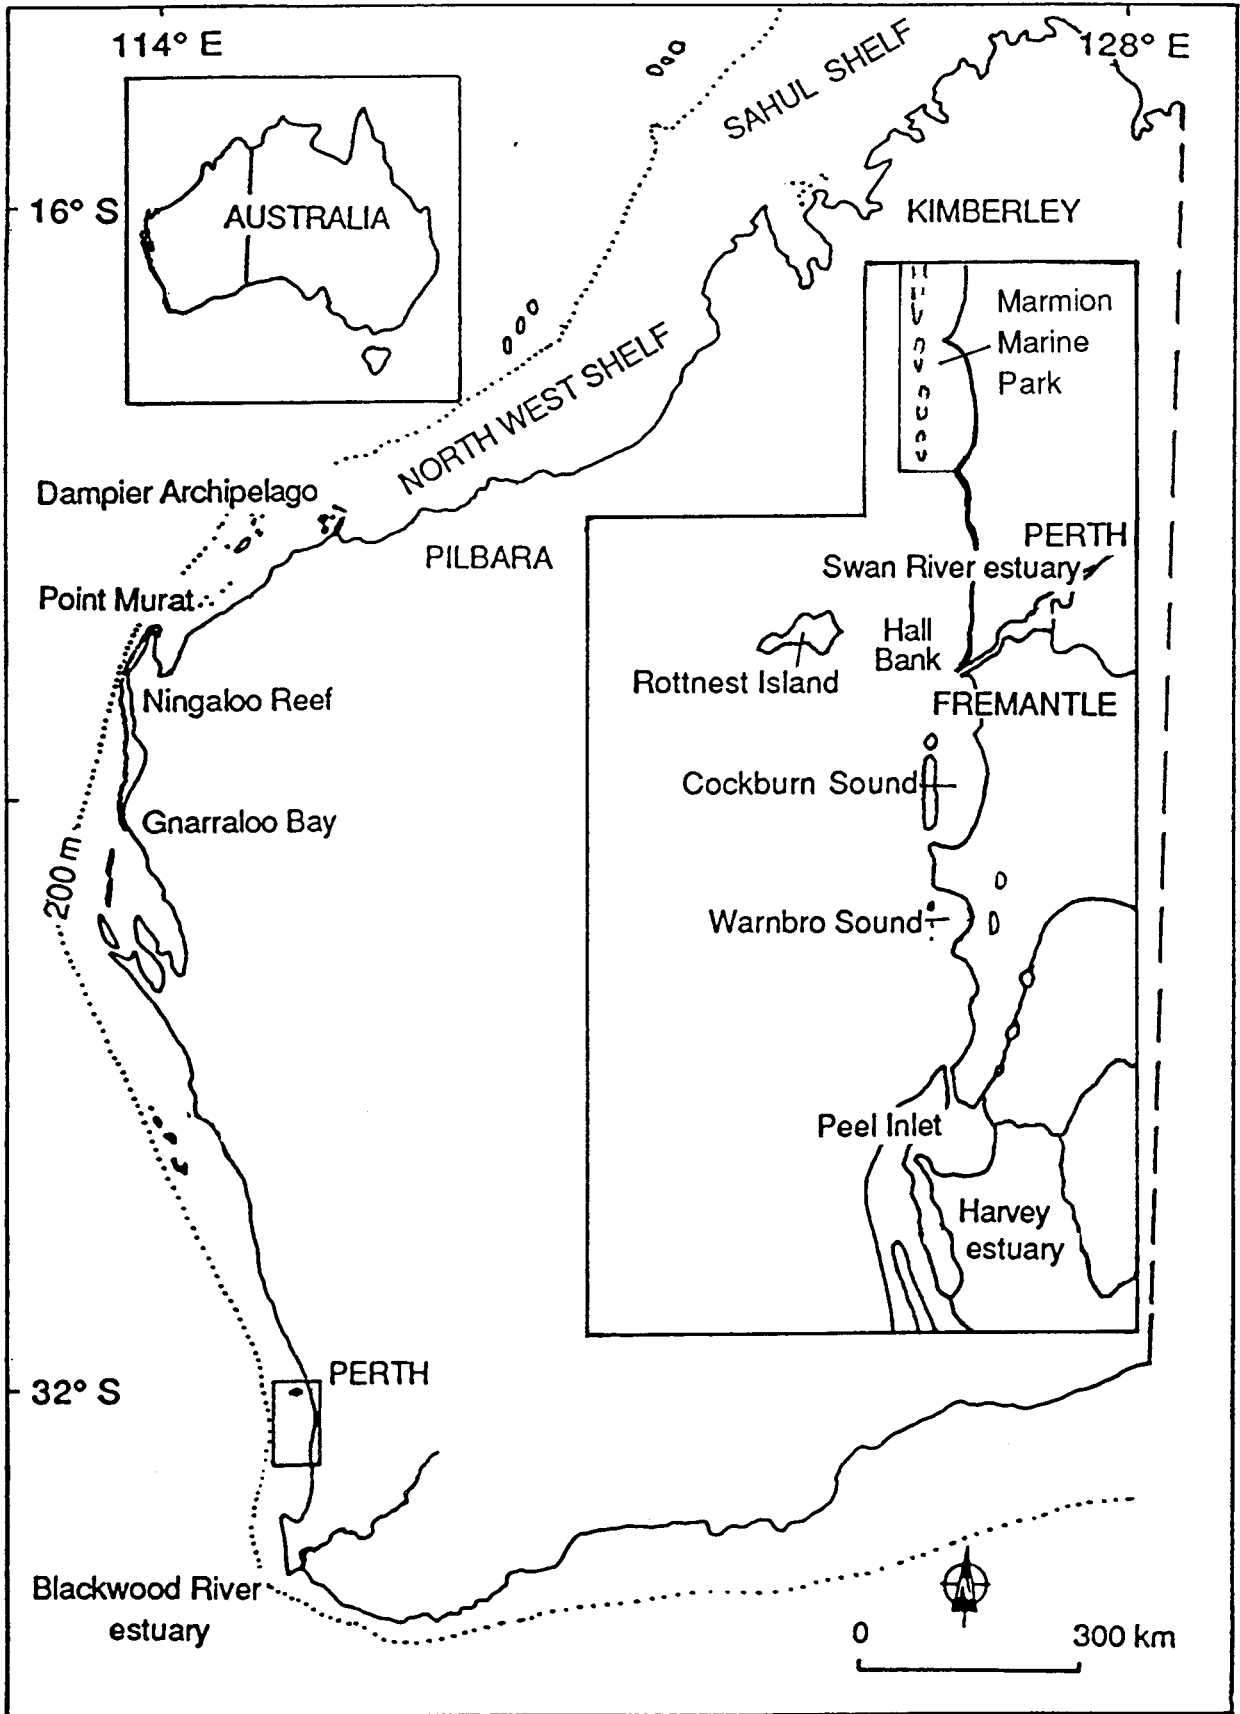 114° E
128° E
SAHUL SHELF
16° S
AUSTRALIA
KIMBERLEY
Marmion
Marine
Park
NORTH WEST SHELF
Dampier Archipelago
PILBARA
PERTH
Swan River estuary
Point Murat
Hall
Bank
Rottnest Island
Ningaloo Reef
FREMANTLE
Cockburn Sound
Gnarraloo Bay
200 m
Warnbro Sound
Peel Inlet
Harvey
estuary
PERTH
32° S
Blackwood River
estuary
0
300 km